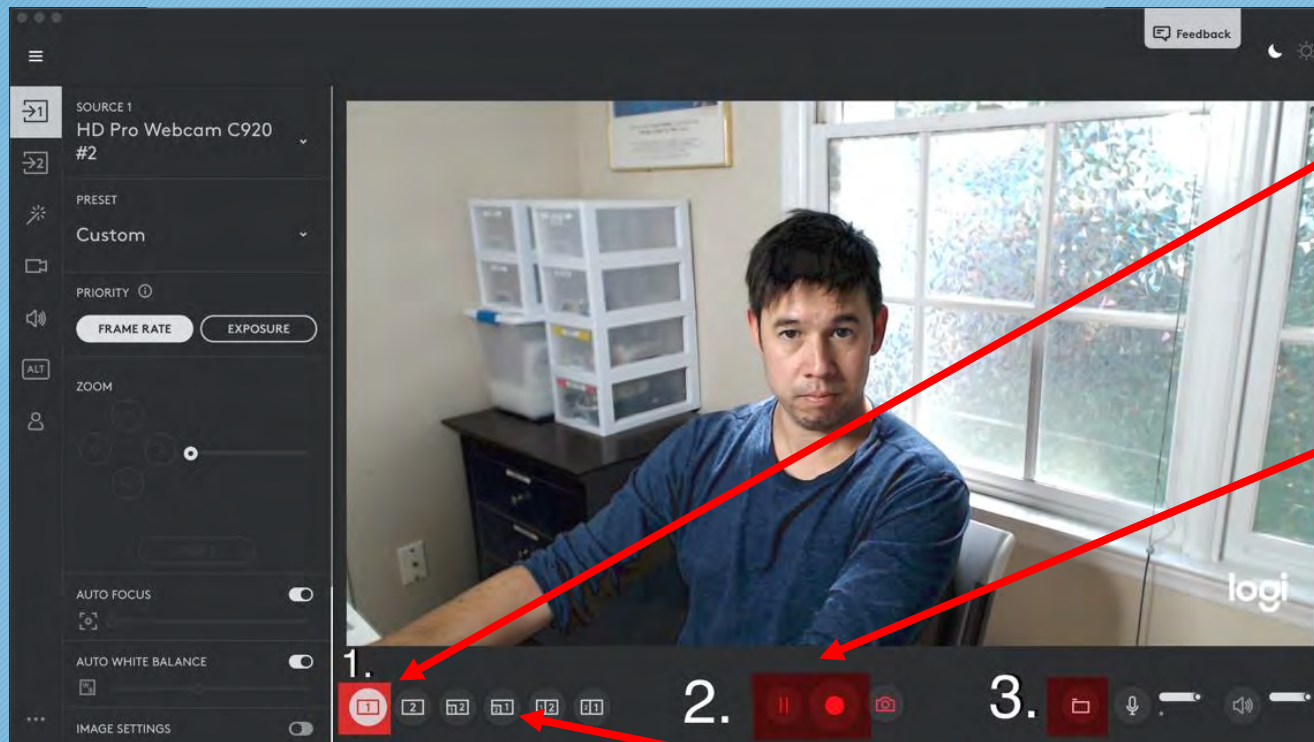 Feedback
SOURCE 1
HD Pro Webcam C920
#2
PRESET
Custom
PRIORITY
FRAME RATE EXPOSURE
ALT
ZOOM
AUTO FOCUS
AUTO WHITE BALANCE
IMAGE SETTINGS
logi
1.
2.
3.